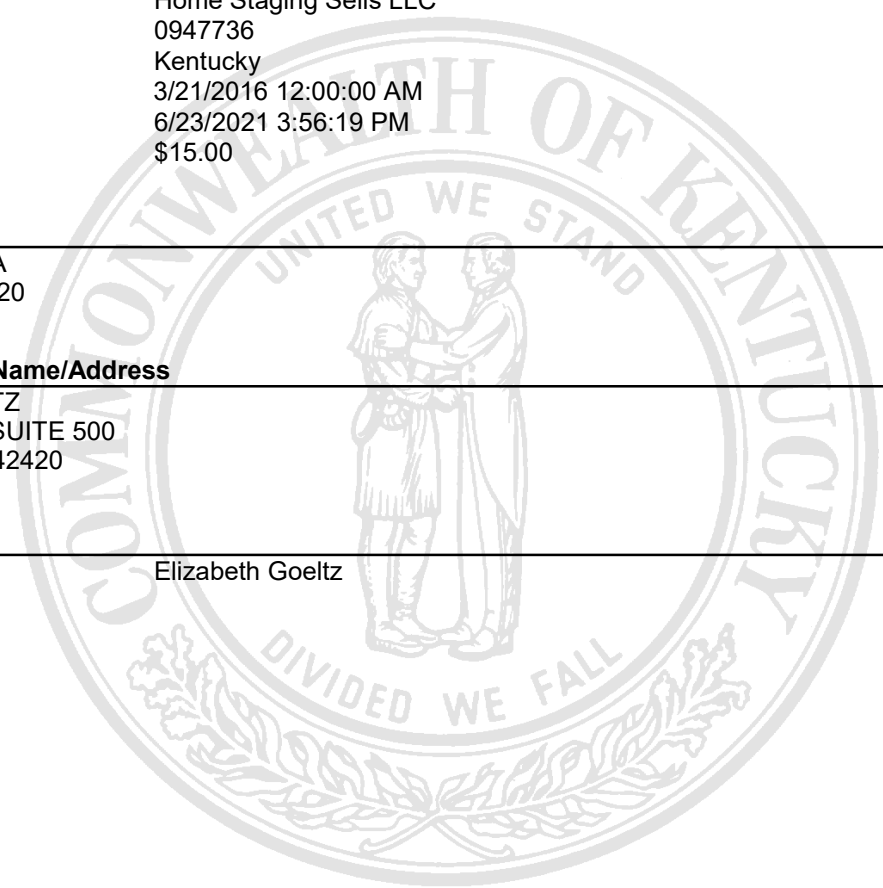 Home Staging Sells LLC
0947736
Kentucky
3/21/2016 12:00:00 AM
6/23/2021 3:56:19 PM
$15.00
A
20
Name/Address
TZ
SUITE 500
42420
Elizabeth Goeltz
COMMONWEALTH OF KENTUCKY
UNITED WE STAND
DIVIDED WE FALL